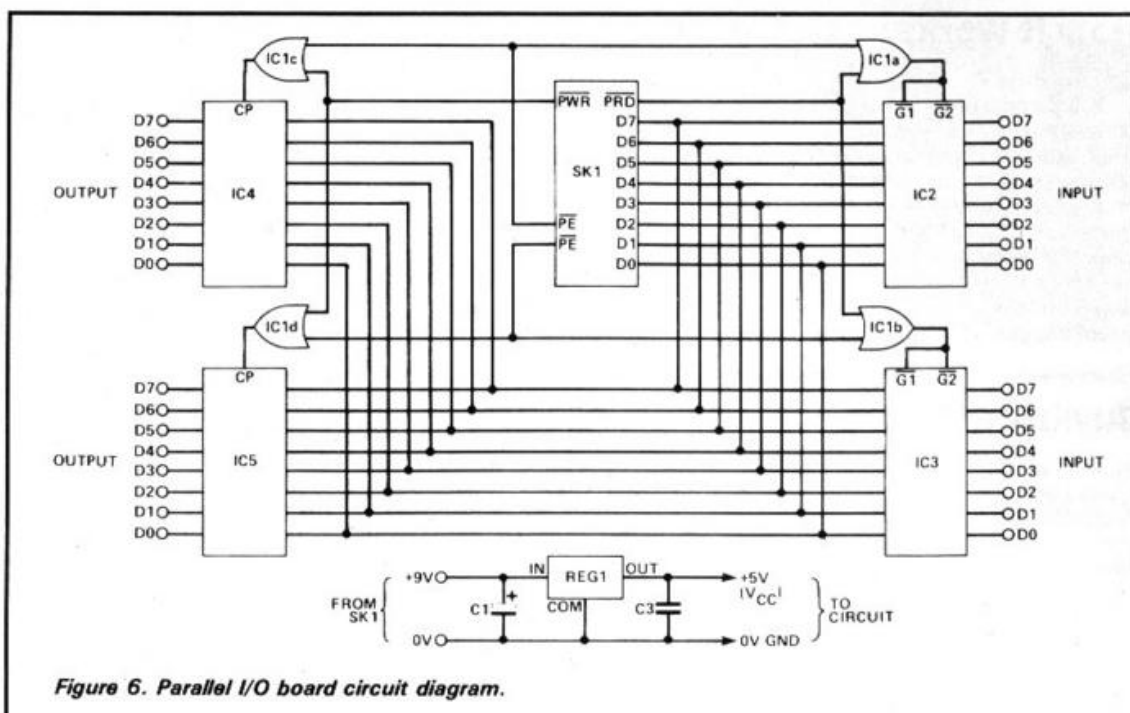 IC1c
IC1a
CP
PWR PRD
G1 G2
D7 D7 D7
D6 D6 D6
D5 D5 D5
OUTPUT D4 IC4 SK1 D4 IC2 D4 INPUT
D3 D3 D3
D2 PE D2 D2
D1 PE D1 D1
D0 D0 D0
IC1d
IC1b
CP
G1 G2
D7 D7
D6 D6
D5 D5
OUTPUT D4 IC5 IC3 D4 INPUT
D3 D3
D2 D2
D1 D1
D0 D0
+9V IN REG1 OUT +5V
(VCC)
FROM SK1 C1 + COM C3 TO CIRCUIT
0V 0V GND
Figure 6. Parallel I/O board circuit diagram.